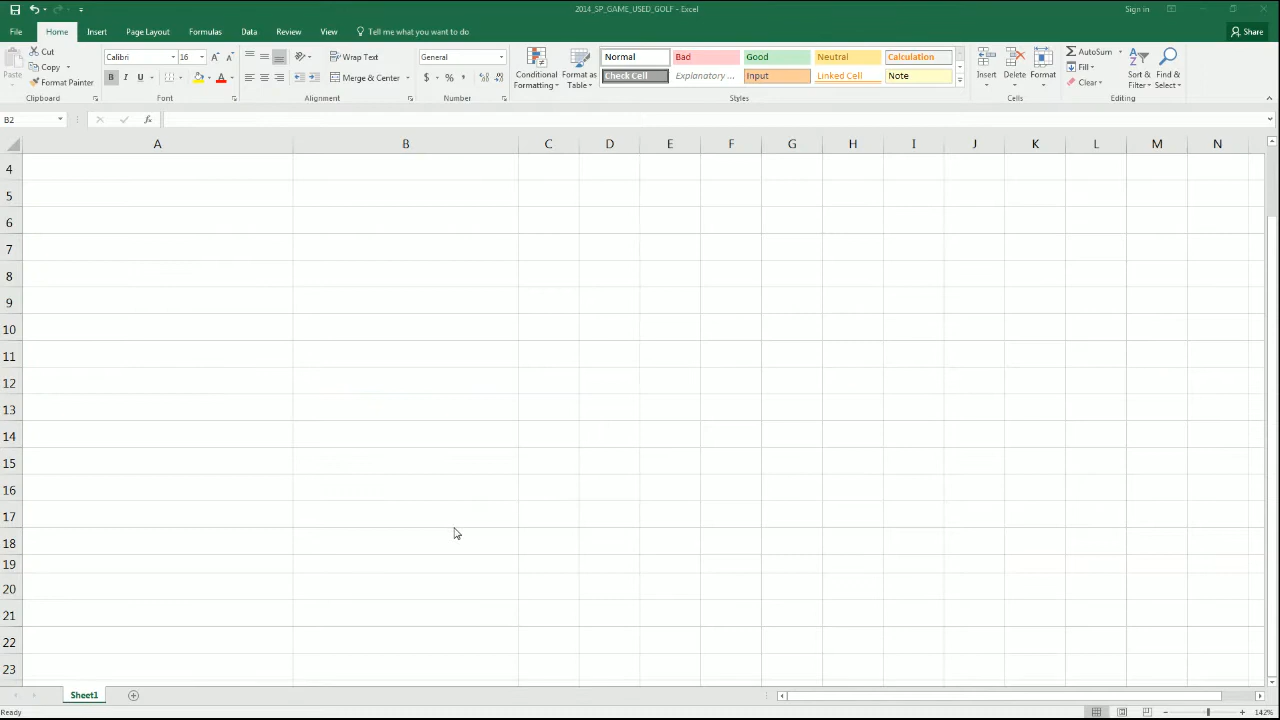 2014_SP_GAME_USED_GOLF - Excel
Sign in
File Home Insert Page Layout Formulas Data Review View Tell me what you want to do Share
Paste Cut Copy Format Painter Clipboard
Calibri 16 B I U A Font
Wrap Text Merge & Center Alignment
General $ % Number
Conditional Formatting Format as Table
Normal Bad Good Neutral Calculation
Check Cell Explanatory ... Input Linked Cell Note
Styles
Insert Delete Format Cells
AutoSum Fill Clear Sort & Filter Find & Select Editing
B2 fx
A B C D E F G H I J K L M N
4
5
6
7
8
9
10
11
12
13
14
15
16
17
18
19
20
21
22
23
Sheet1
Ready 142%